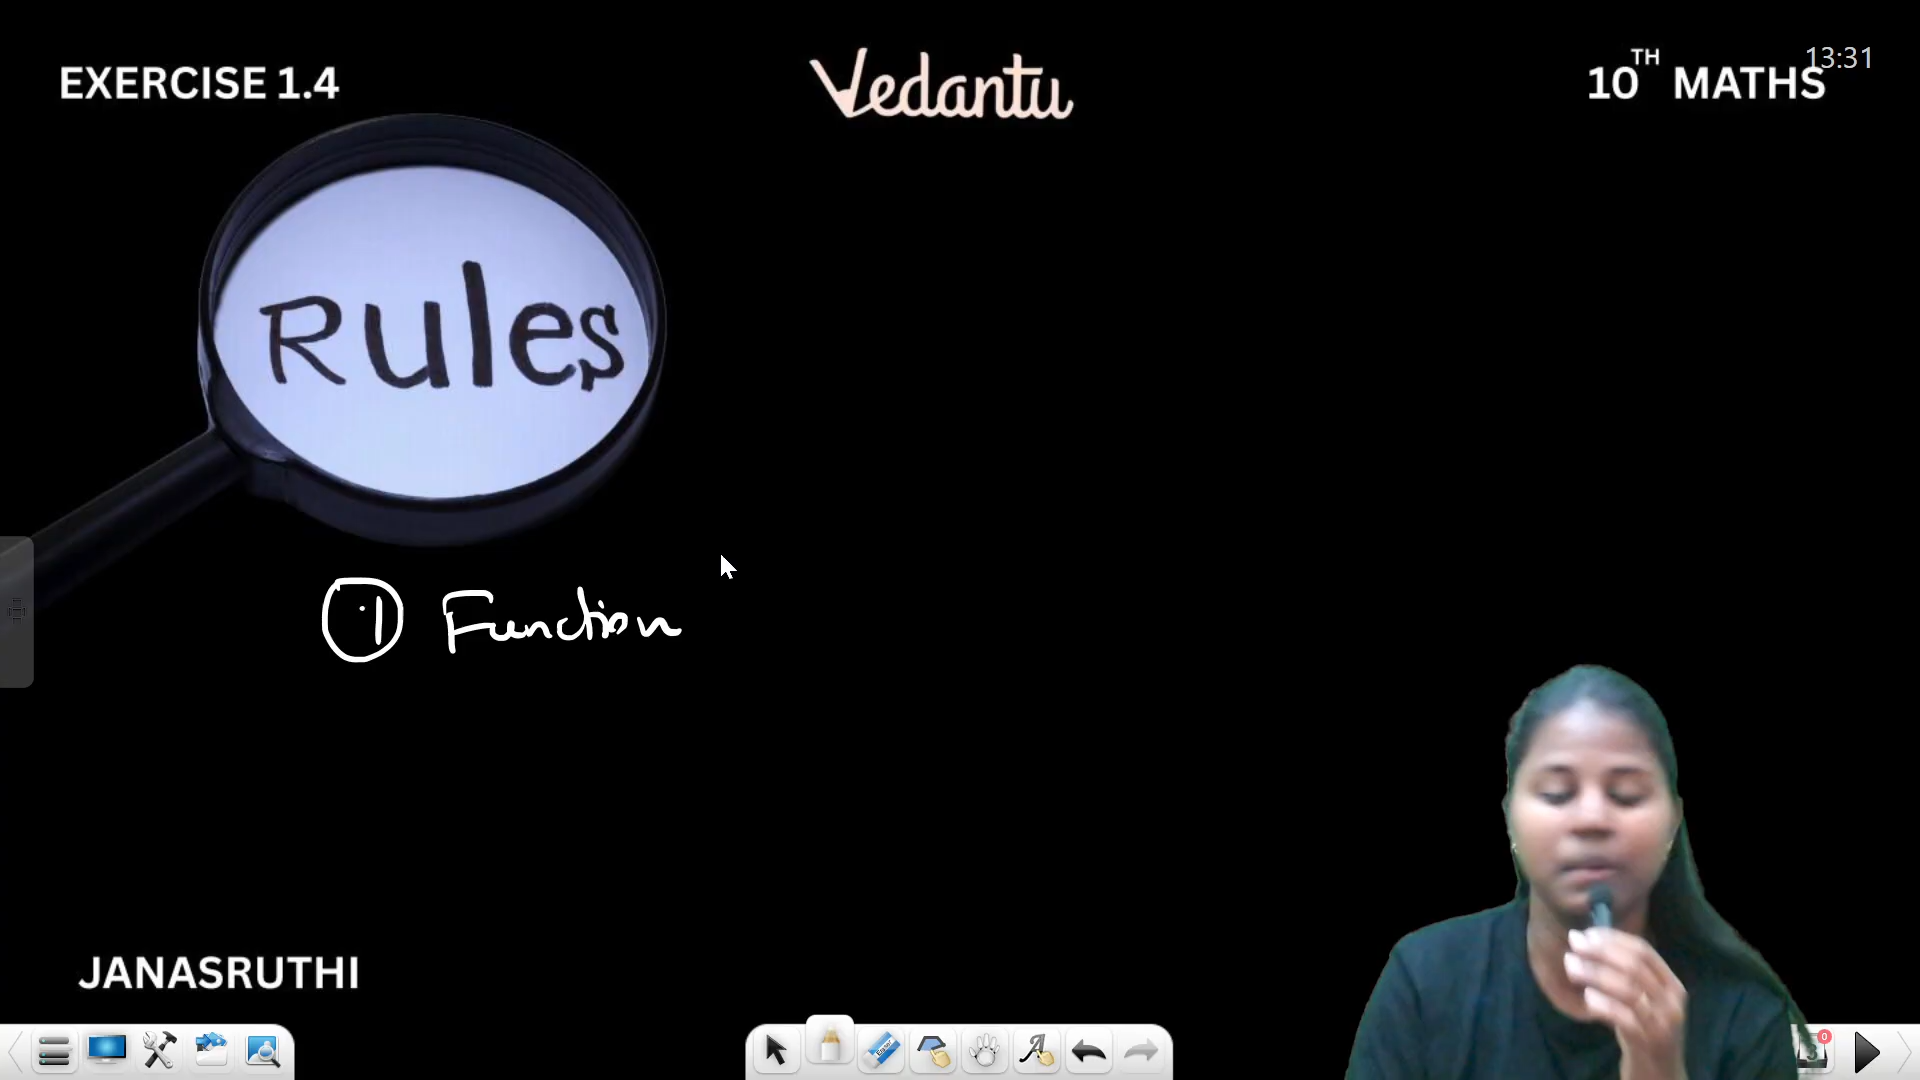 EXERCISE 1.4
Vedantu
10TH MATHS
13:31
Rules
① Function
JANASRUTHI